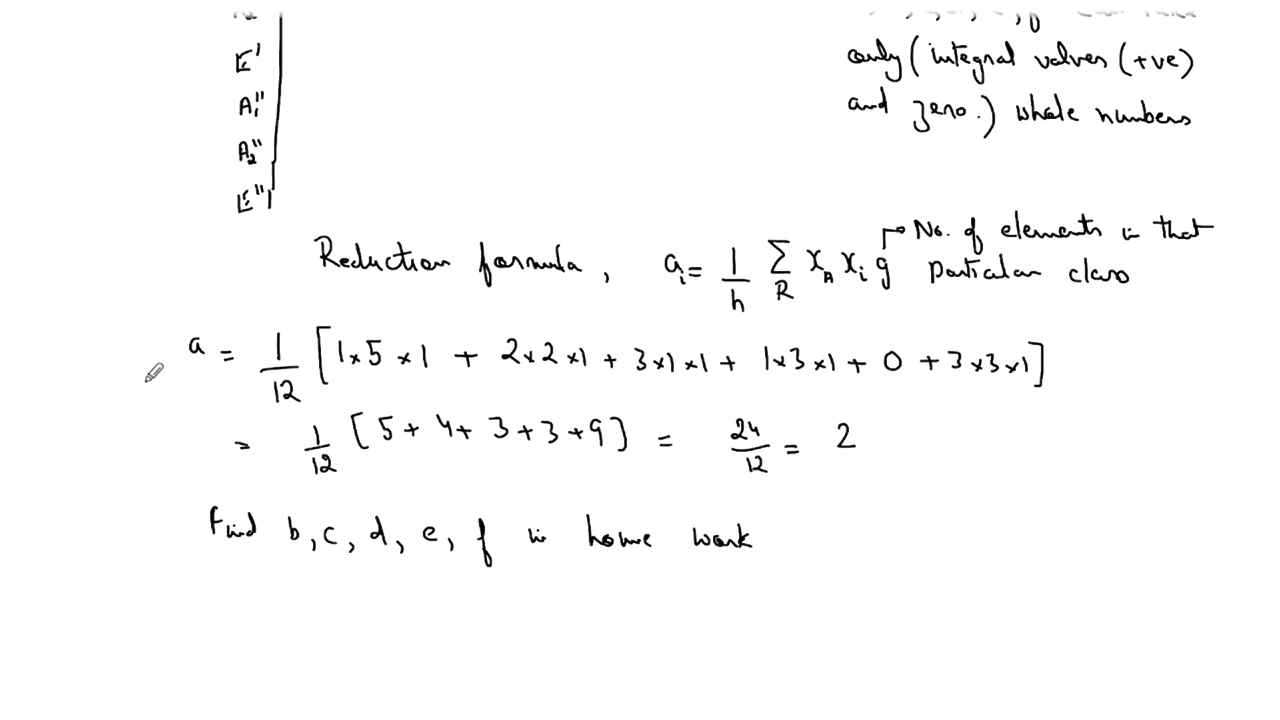 E'
only (integral values (+ve)
A₁"
and zero.) whole numbers
A₂"
E"
Reduction formula, aᵢ = 1/h Σ_R χ_A χᵢ g → No. of elements in that particular class
a = 1/12 [1×5×1 + 2×2×1 + 3×1×1 + 1×3×1 + 0 + 3×3×1]
= 1/12 [5+4+3+3+9] = 24/12 = 2
Find b, c, d, e, f in home work